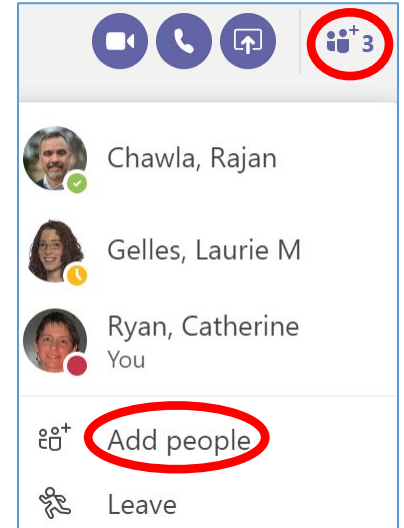 3
Chawla, Rajan
Gelles, Laurie M
Ryan, Catherine
You
Add people
Leave